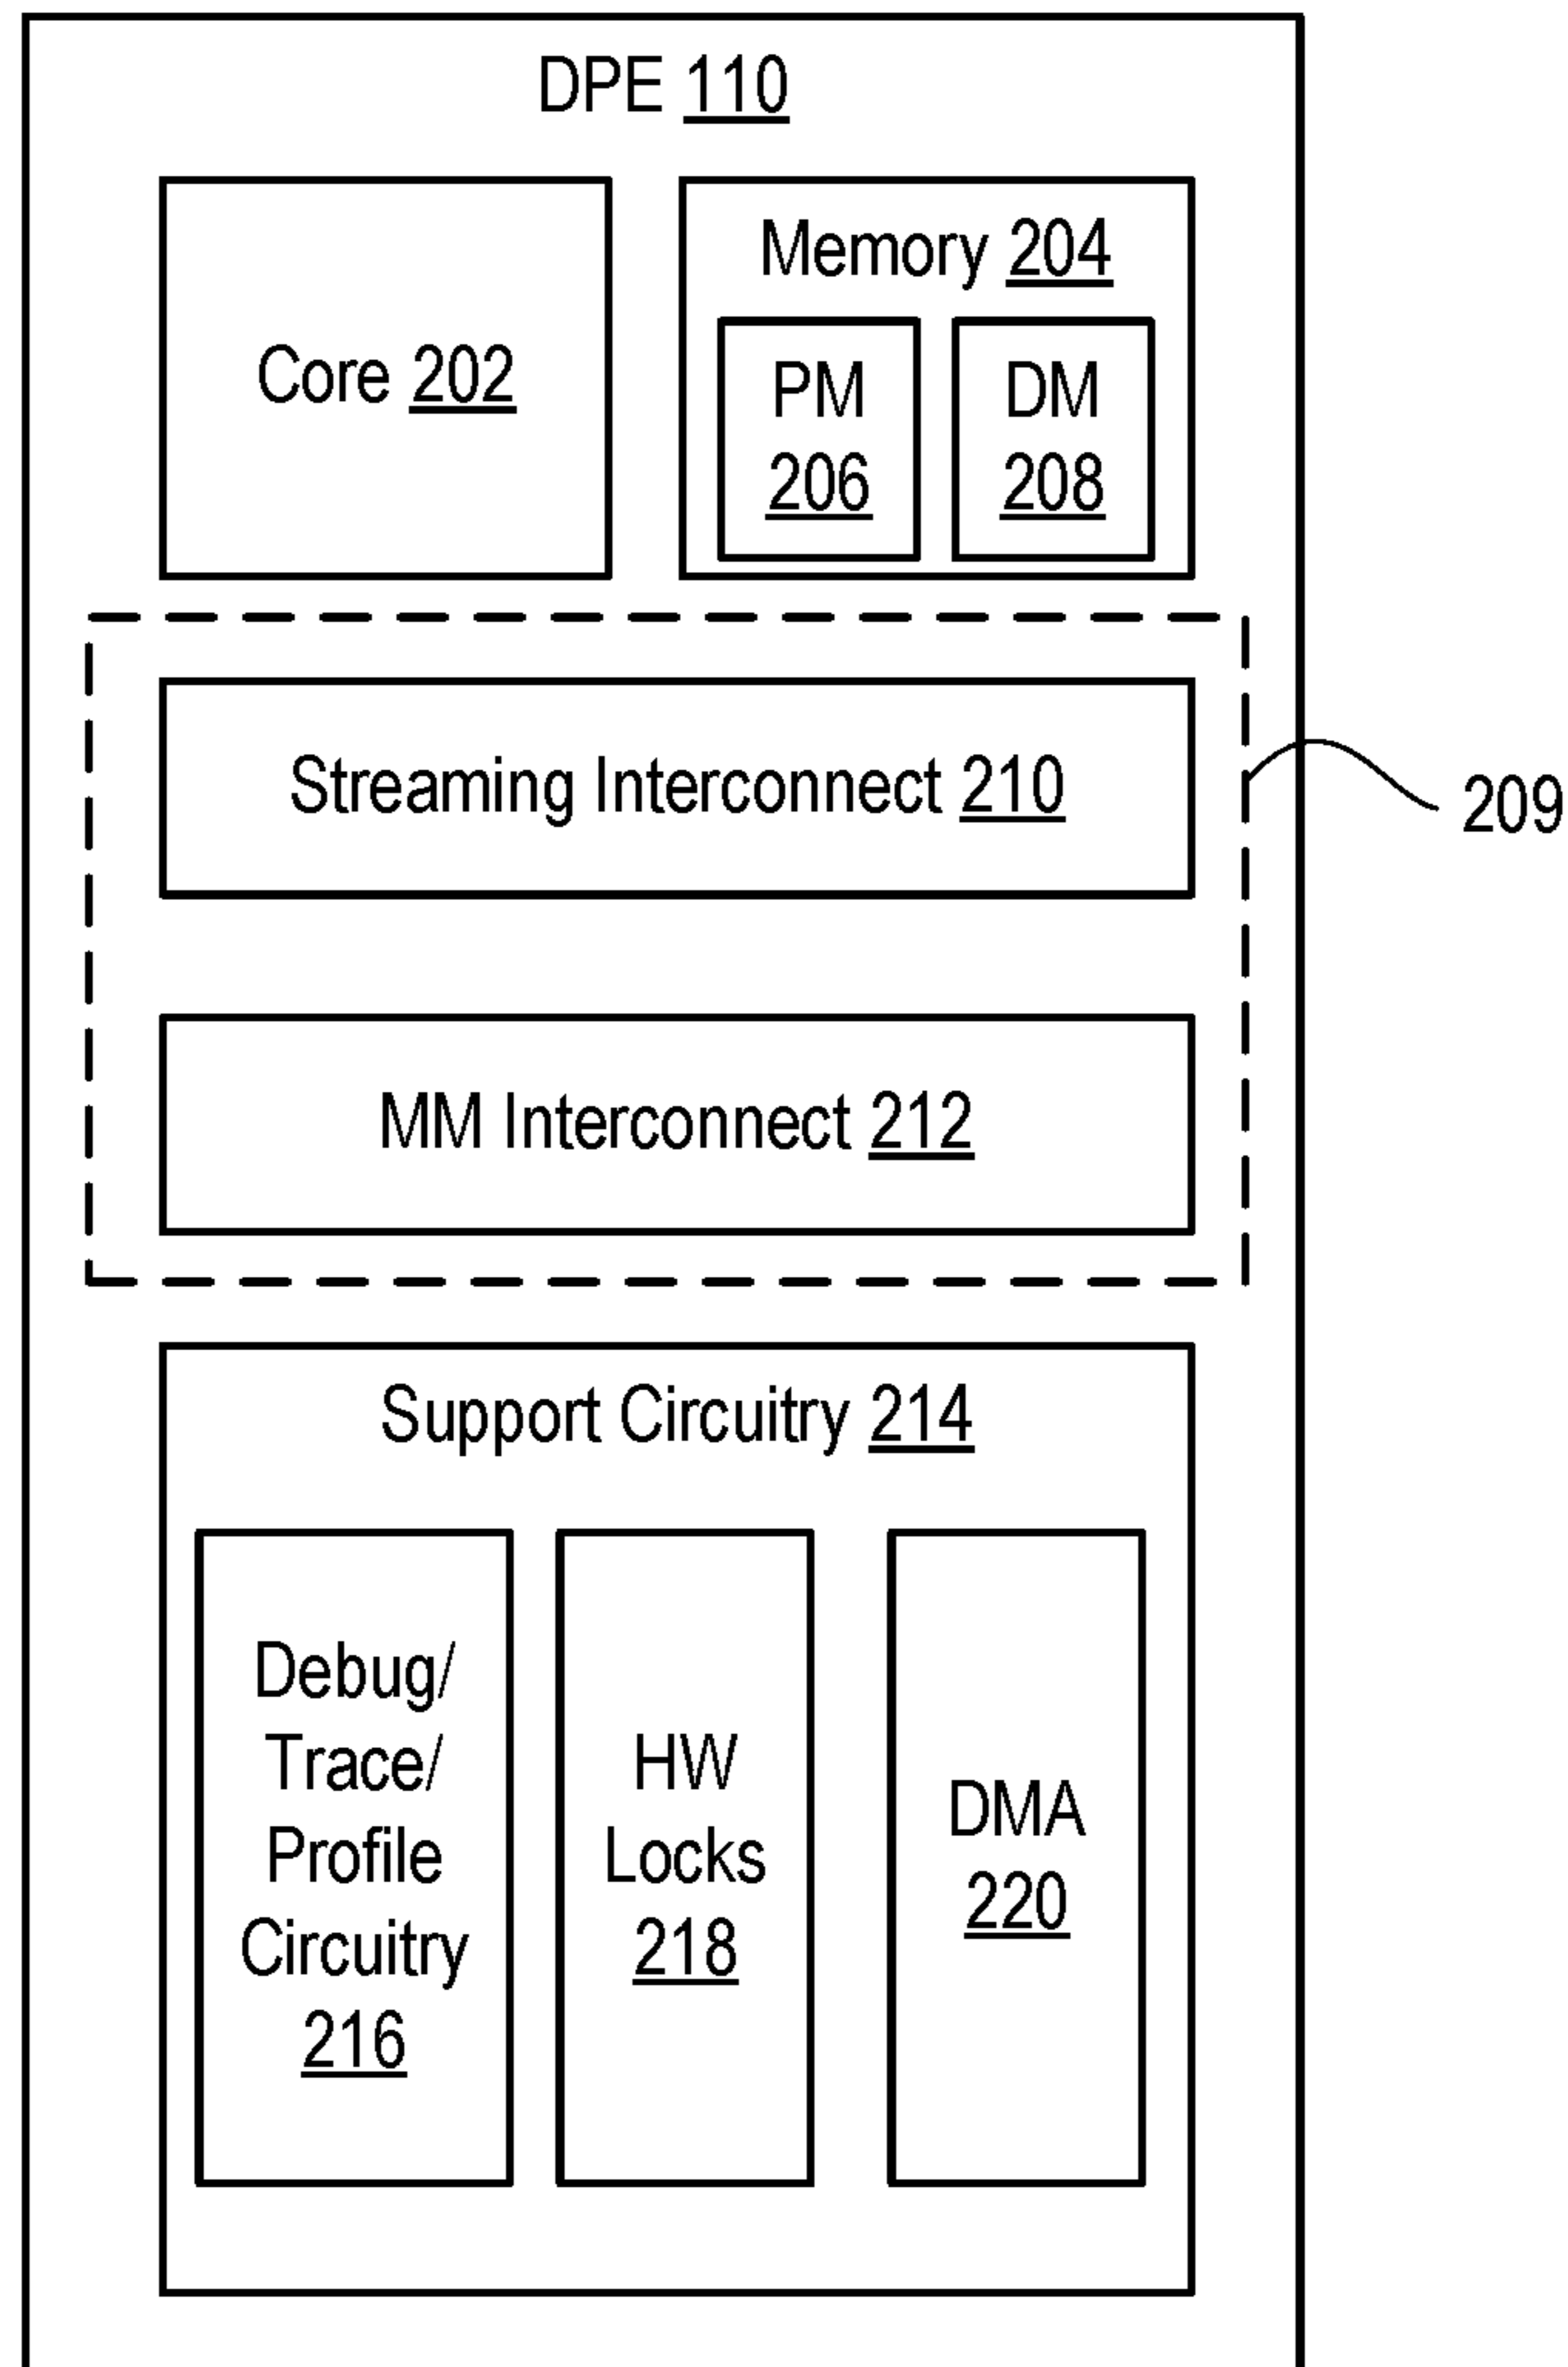 DPE 110
Core 202
Memory 204
PM
206
DM
208
Streaming Interconnect 210
209
MM Interconnect 212
Support Circuitry 214
Debug/
Trace/
Profile
Circuitry
216
HW
Locks
218
DMA
220